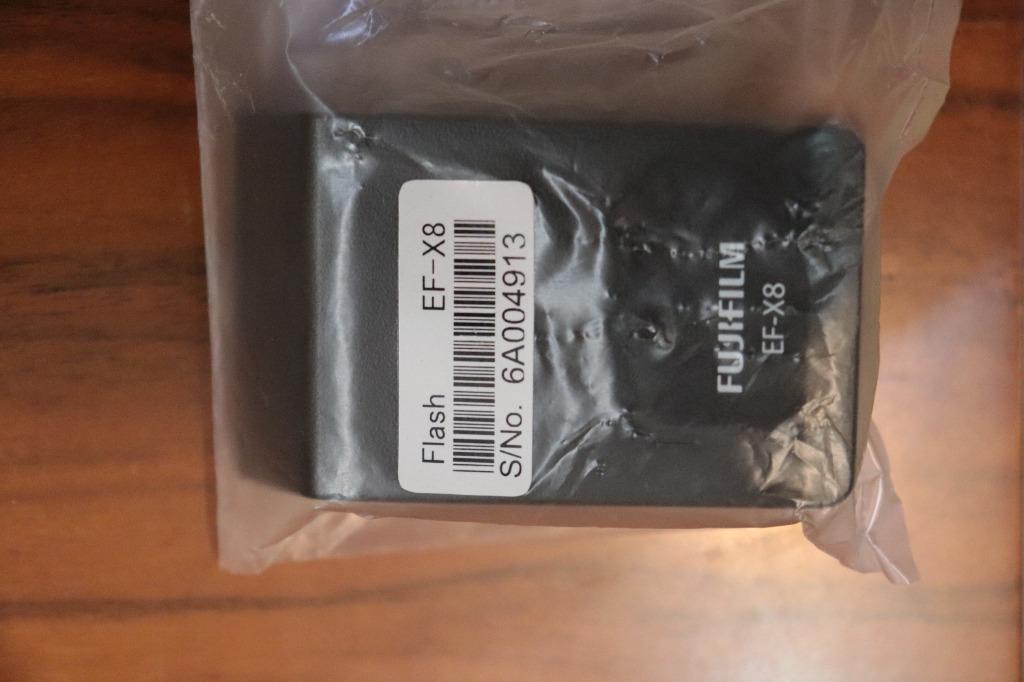 Flash EF-X8
S/No. 6A004913
FUJIFILM
EF-X8